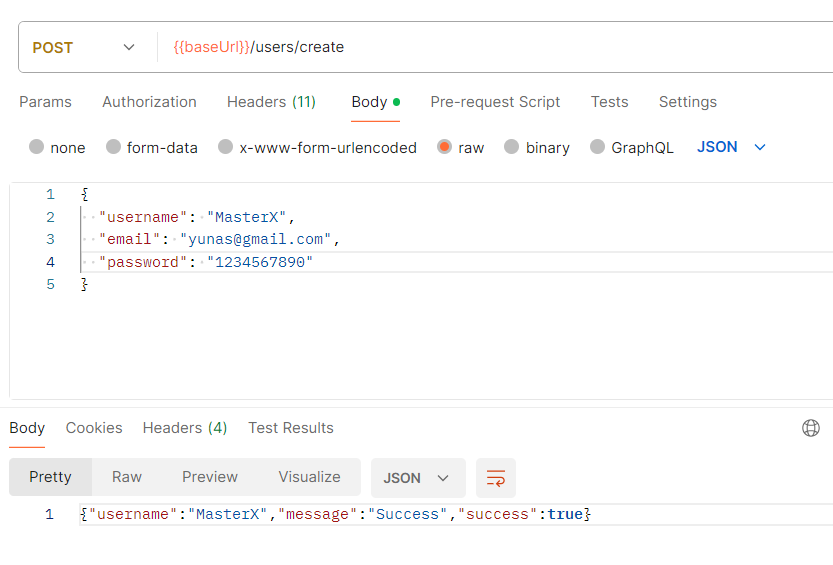 POST {{baseUrl}}/users/create
Params Authorization Headers (11) Body Pre-request Script Tests Settings
none form-data x-www-form-urlencoded raw binary GraphQL JSON
1 {
2 "username": "MasterX",
3 "email": "yunas@gmail.com",
4 "password": "1234567890"
5 }
Body Cookies Headers (4) Test Results
Pretty Raw Preview Visualize JSON
1 {"username":"MasterX","message":"Success","success":true}